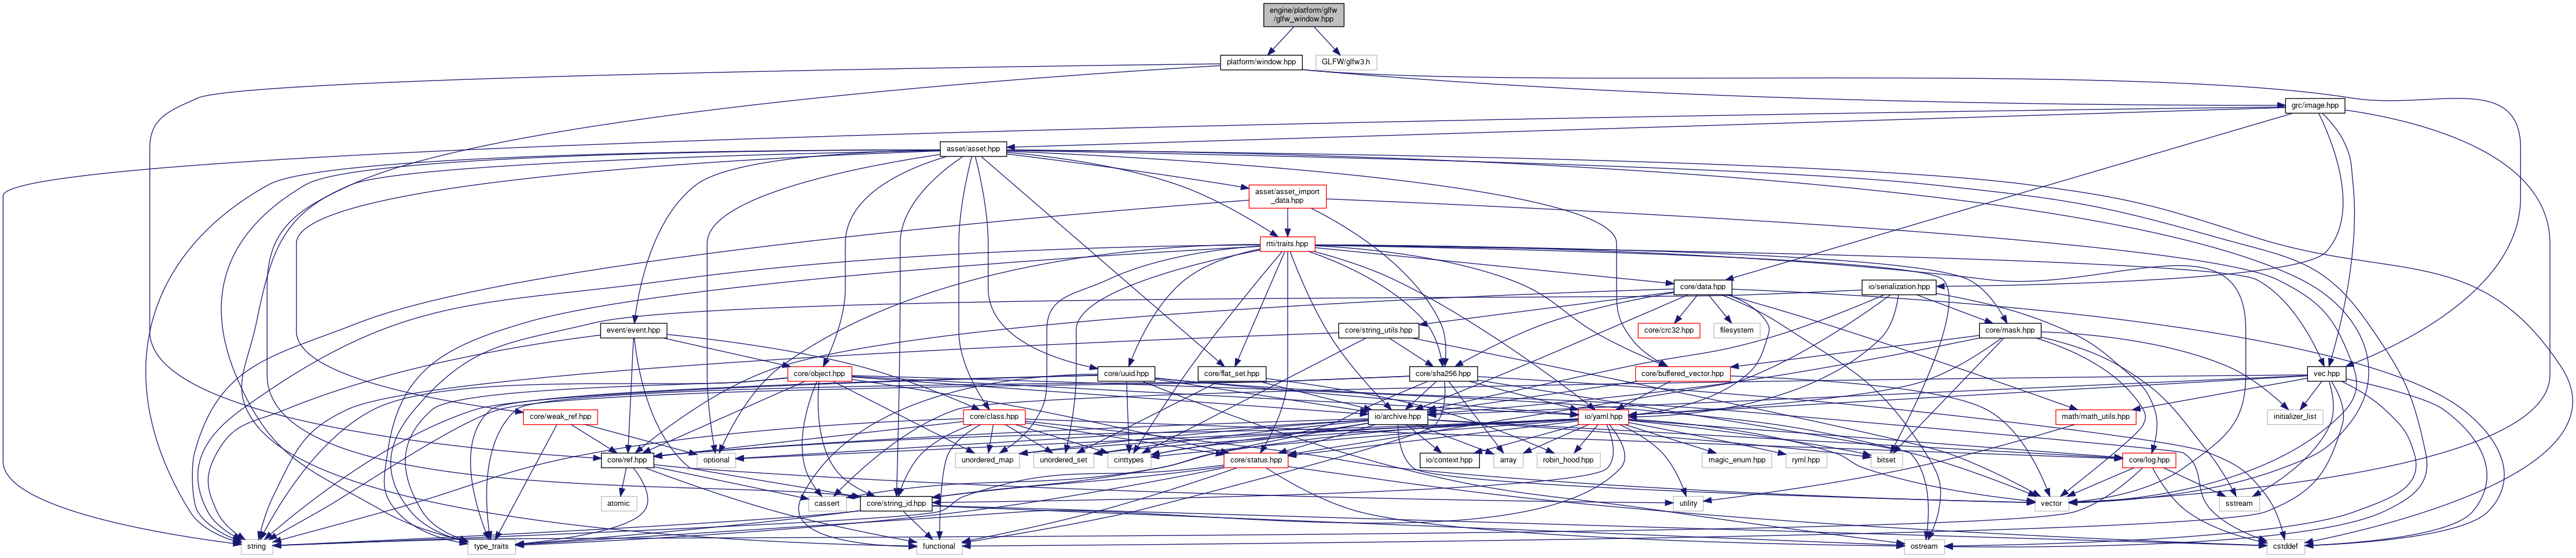 engine/platform/glfw
/glfw_window.hpp
platform/window.hpp
GLFW/glfw3.h
grc/image.hpp
asset/asset.hpp
asset/asset_import
_data.hpp
rtti/traits.hpp
core/data.hpp
io/serialization.hpp
event/event.hpp
core/string_utils.hpp
core/crc32.hpp
filesystem
core/mask.hpp
core/object.hpp
core/uuid.hpp
core/flat_set.hpp
core/sha256.hpp
core/buffered_vector.hpp
vec.hpp
core/weak_ref.hpp
core/class.hpp
io/archive.hpp
io/yaml.hpp
math/math_utils.hpp
initializer_list
core/ref.hpp
optional
unordered_map
unordered_set
cinttypes
io/context.hpp
core/status.hpp
array
robin_hood.hpp
magic_enum.hpp
ryml.hpp
bitset
core/log.hpp
atomic
cassert
core/string_id.hpp
utility
vector
sstream
string
type_traits
functional
ostream
cstddef